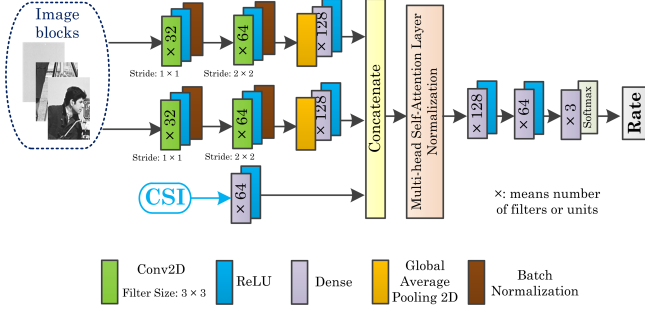 Image
blocks
× 32
× 64
× 128
Stride: 1 × 1
Stride: 2 × 2
× 32
× 64
× 128
Stride: 1 × 1
Stride: 2 × 2
CSI
× 64
Concatenate
Multi-head Self-Attention Layer
Normalization
× 128
× 64
× 3
Softmax
Rate
×: means number
of filters or units
Conv2D
Filter Size: 3 × 3
ReLU
Dense
Global
Average
Pooling 2D
Batch
Normalization